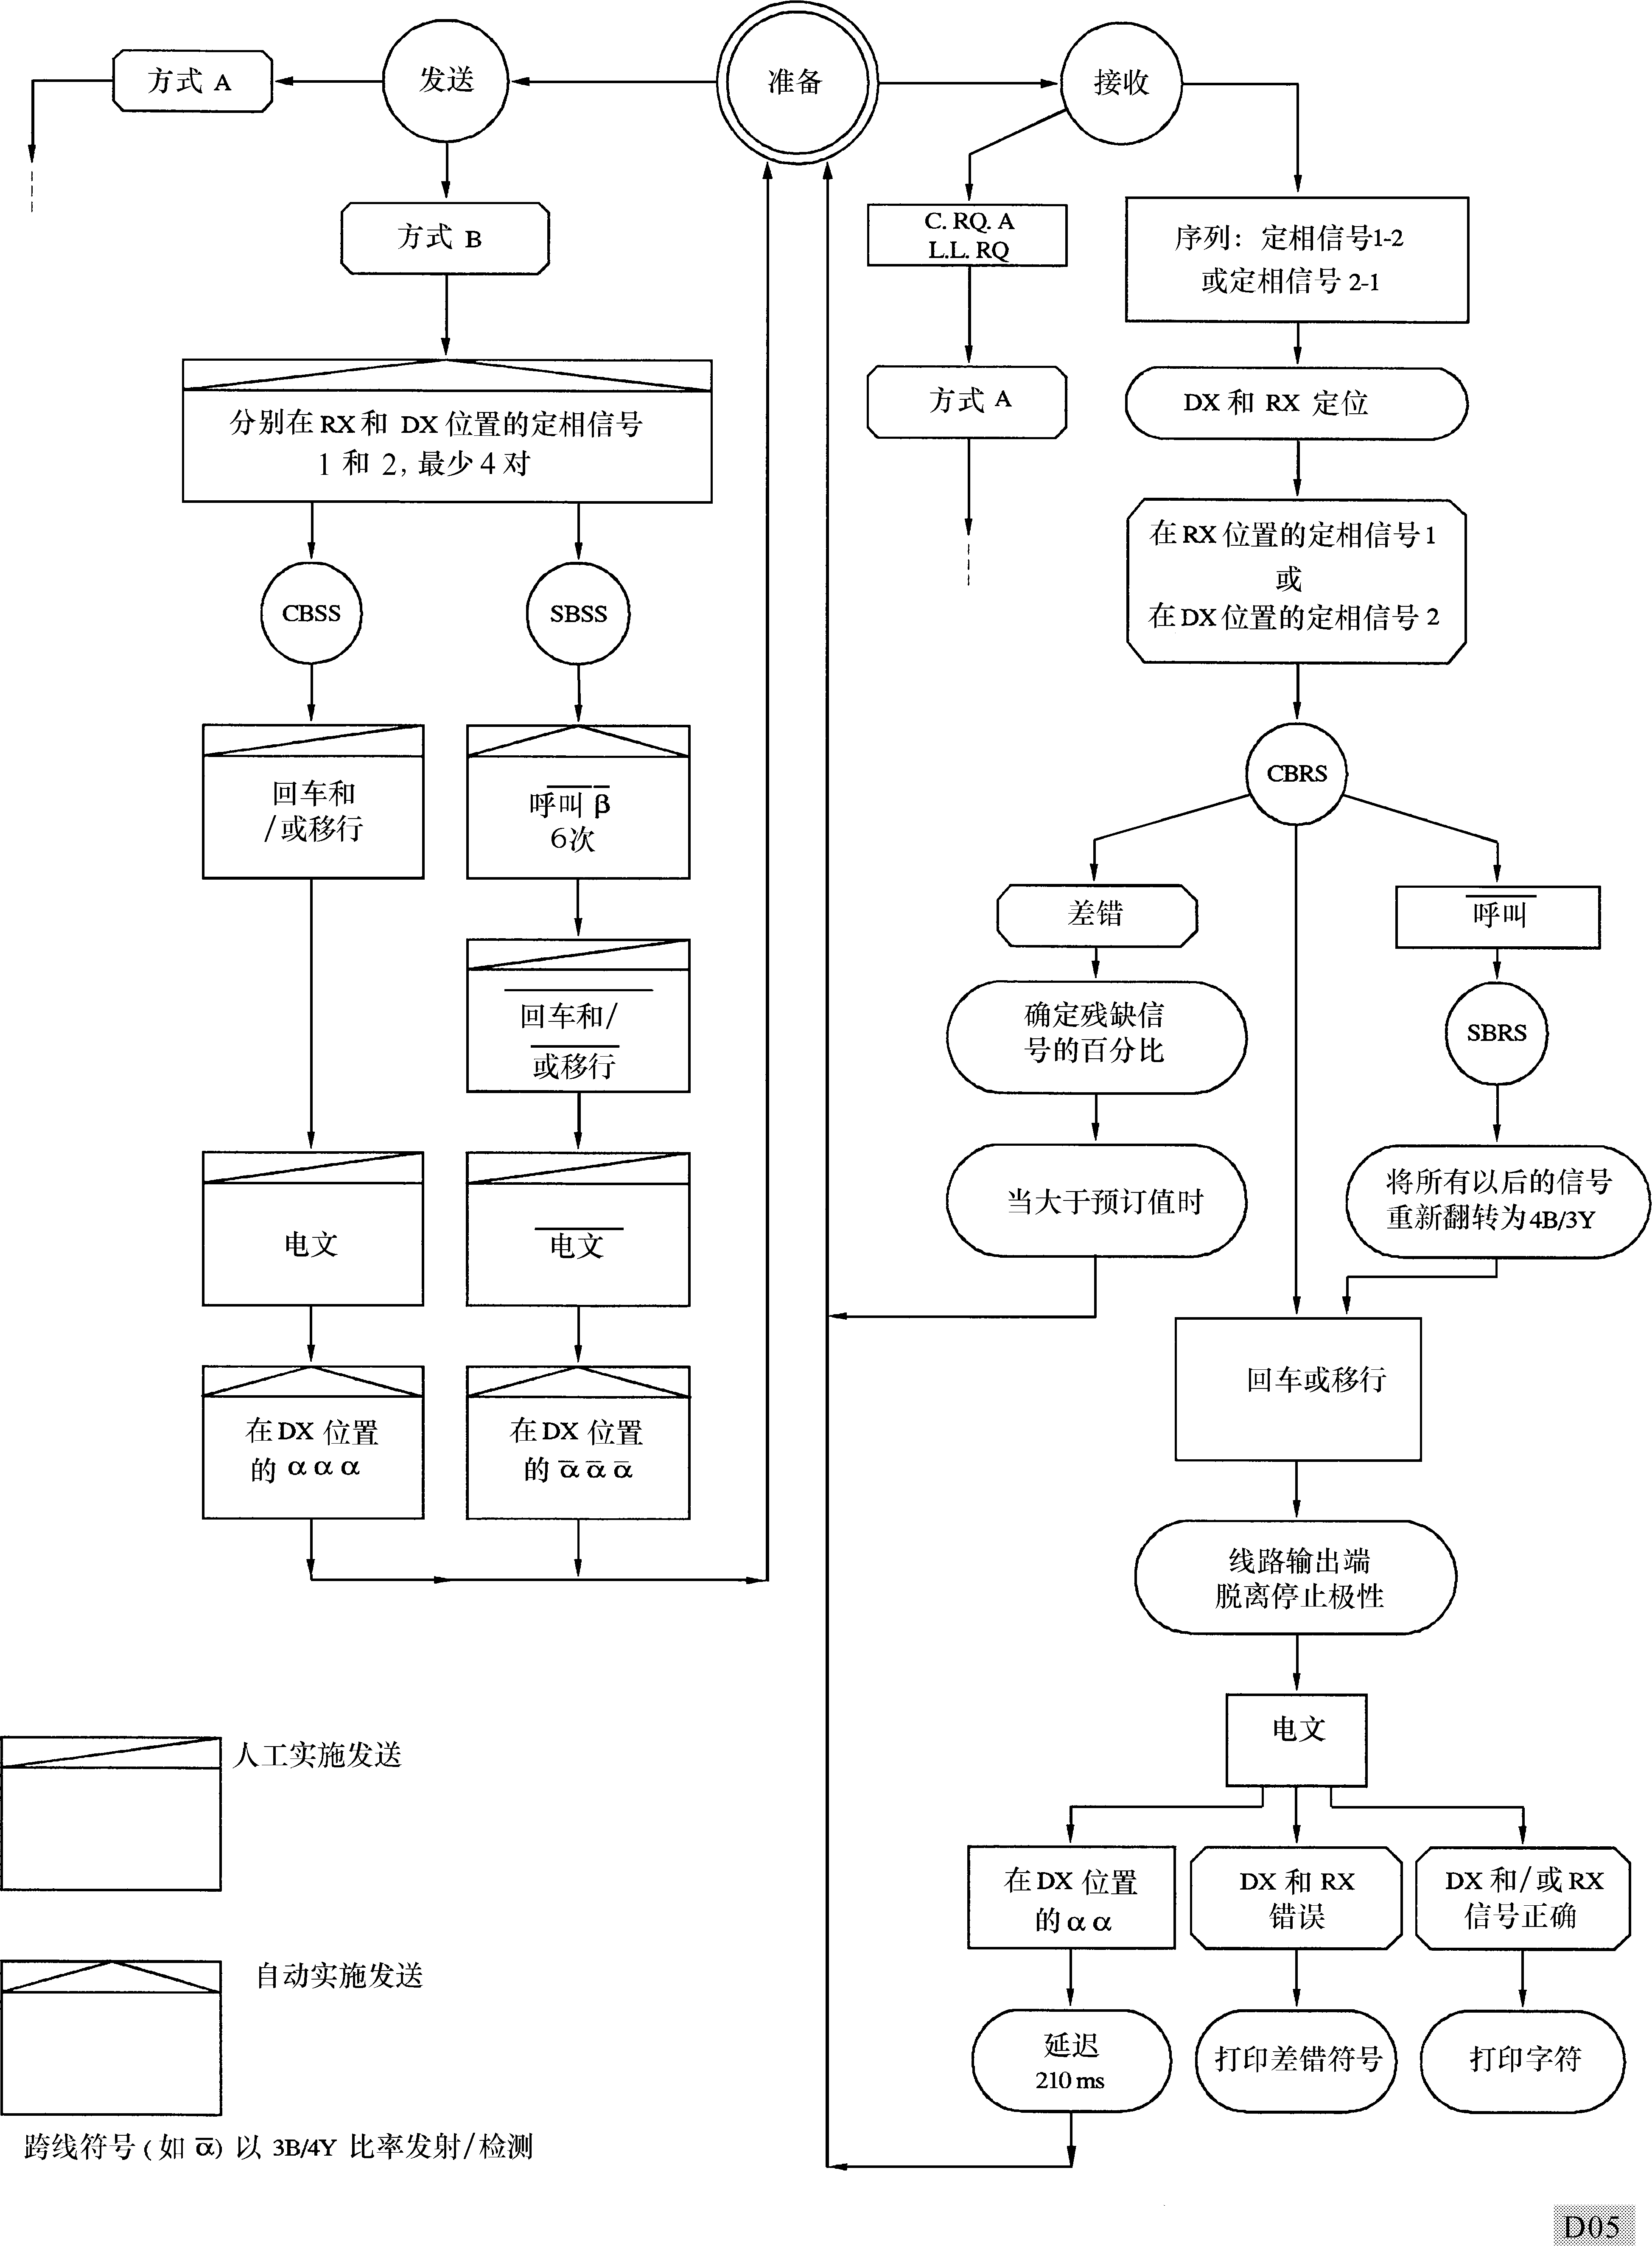 方式 A
发送
准备
接收
方式 B
C. RQ. A
L.L. RQ
序列：定相信号1-2
或定相信号 2-1
分别在 RX 和 DX 位置的定相信号
1 和 2, 最少 4 对
方式 A
DX 和 RX 定位
在 RX 位置的定相信号 1
或
在 DX 位置的定相信号 2
CBSS
SBSS
CBRS
回车和
/或移行
呼叫 β̅
6次
差错
呼叫
回车和/
或移行
确定残缺信
号的百分比
SBRS
电文
电文
当大于预订值时
将所有以后的信号
重新翻转为 4B/3Y
在 DX 位置
的 α α α
在 DX 位置
的 α̅ α̅ α̅
回车或移行
线路输出端
脱离停止极性
电文
人工实施发送
在 DX 位置
的 α α
DX 和 RX
错误
DX 和/或 RX
信号正确
自动实施发送
延迟
210 ms
打印差错符号
打印字符
跨线符号 (如 α̅) 以 3B/4Y 比率发射/检测
D05